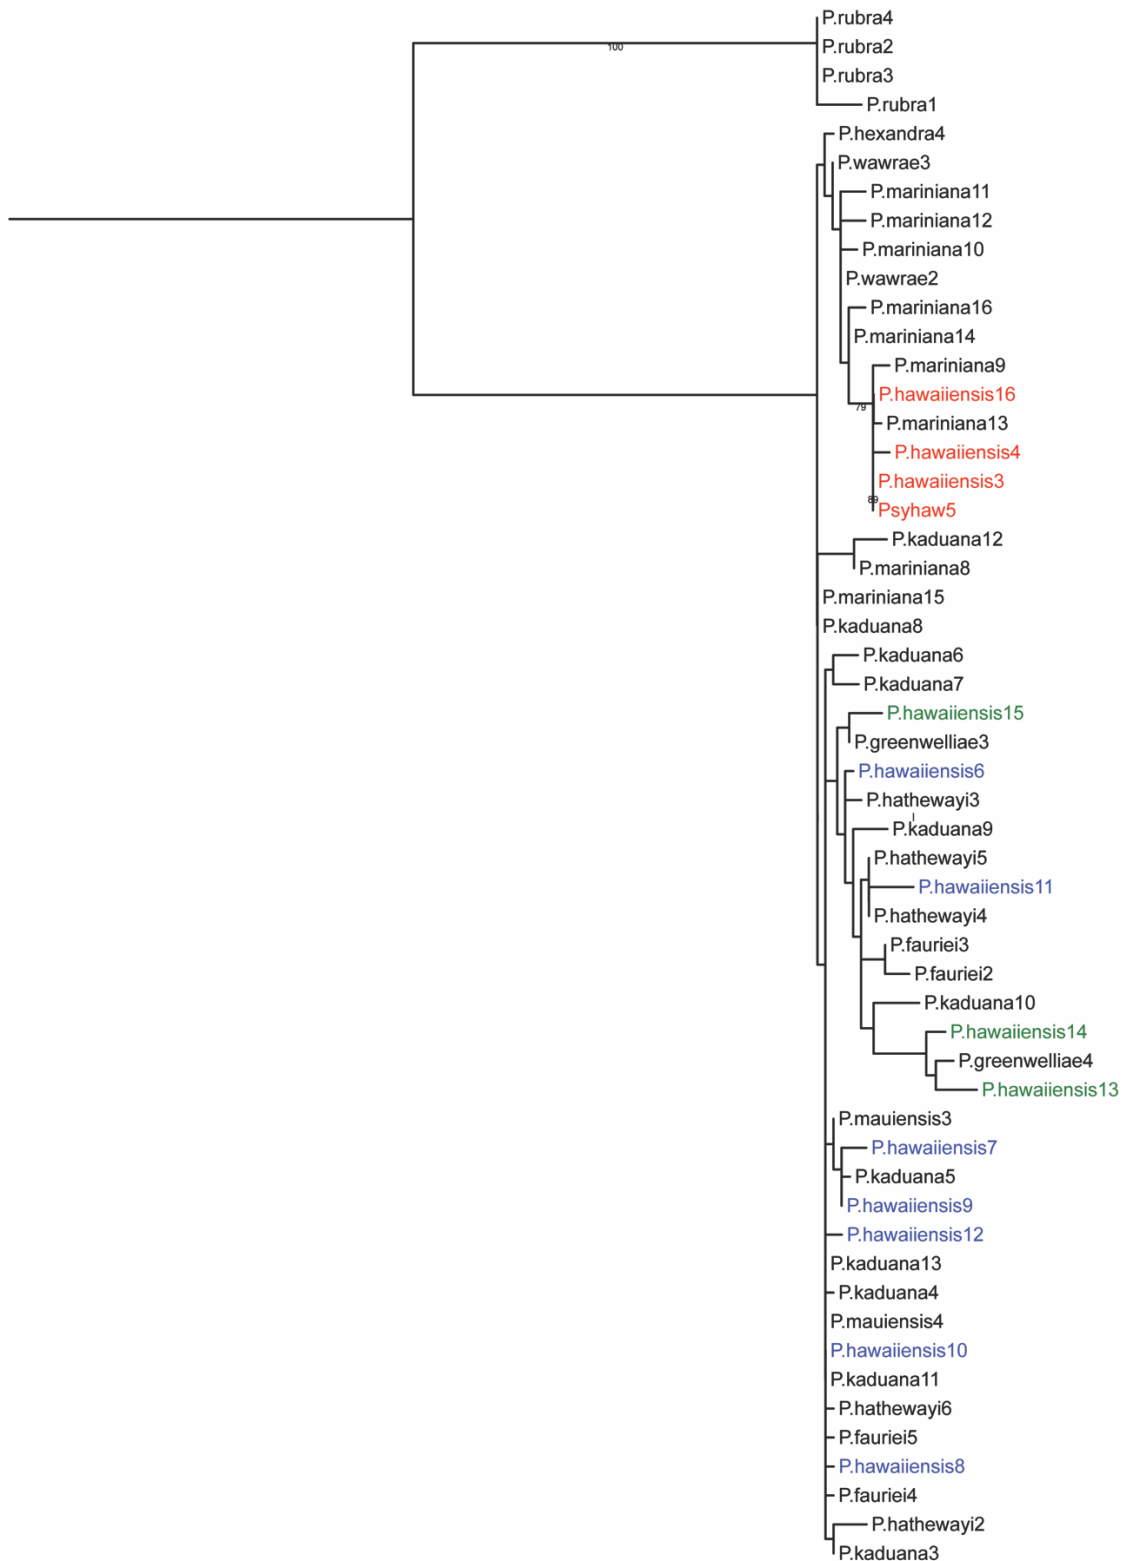 P.rubra4
100
P.rubra2
P.rubra3
P.rubra1
P.hexandra4
P.wawrae3
P.mariniana11
P.mariniana12
P.mariniana10
P.wawrae2
P.mariniana16
P.mariniana14
P.mariniana9
P.hawaiiensis16
79
P.mariniana13
P.hawaiiensis4
P.hawaiiensis3
89
Psyhaw5
P.kaduana12
P.mariniana8
P.mariniana15
P.kaduana8
P.kaduana6
P.kaduana7
P.hawaiiensis15
P.greenwelliae3
P.hawaiiensis6
P.hathewayi3
P.kaduana9
P.hathewayi5
P.hawaiiensis11
P.hathewayi4
P.fauriei3
P.fauriei2
P.kaduana10
P.hawaiiensis14
P.greenwelliae4
P.hawaiiensis13
P.mauiensis3
P.hawaiiensis7
P.kaduana5
P.hawaiiensis9
P.hawaiiensis12
P.kaduana13
P.kaduana4
P.mauiensis4
P.hawaiiensis10
P.kaduana11
P.hathewayi6
P.fauriei5
P.hawaiiensis8
P.fauriei4
P.hathewayi2
P.kaduana3